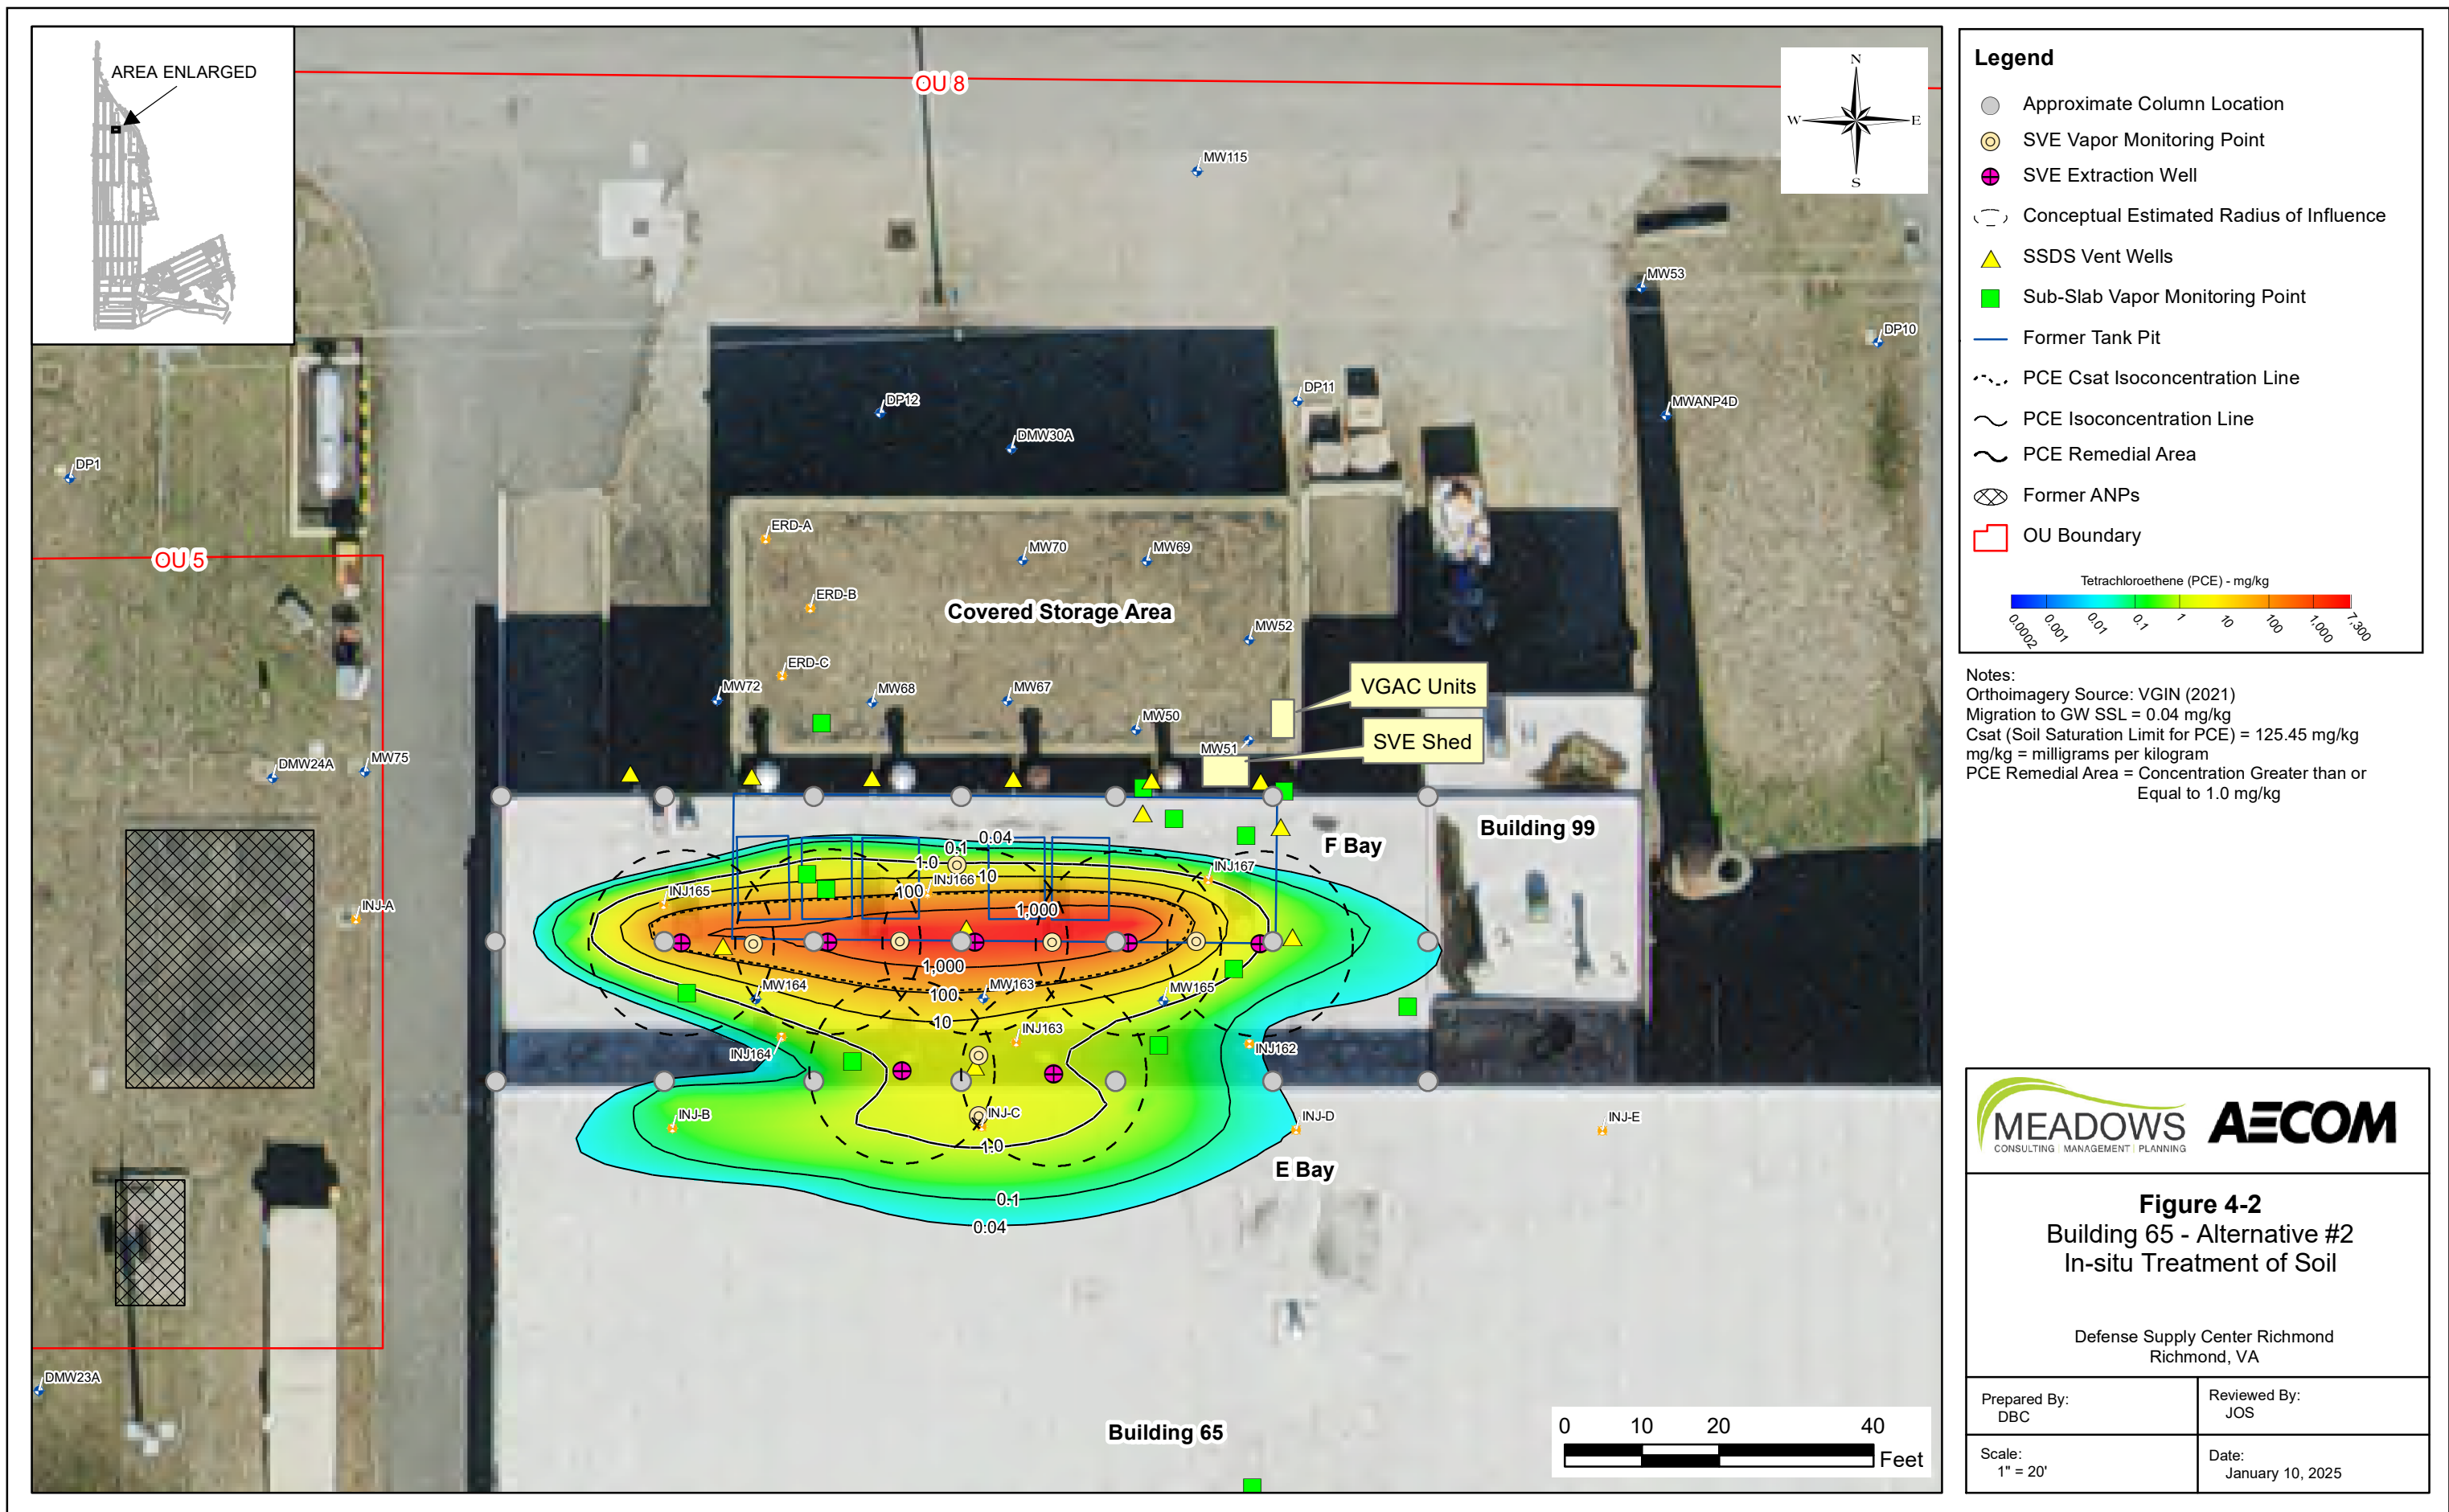 AREA ENLARGED
OU 8
N
W
E
S
MW115
MW53
DP10
DP11
DP12
MWANP4D
DMW30A
DP1
ERD-A
MW70
MW69
OU 5
ERD-B
Covered Storage Area
MW52
ERD-C
MW72
MW68
MW67
VGAC Units
MW50
SVE Shed
MW51
DMW24A
MW75
Building 99
F Bay
0.04
0.1
1.0
10
INJ167
INJ166
INJ165
100
1,000
INJ-A
1,000
MW164
MW163
MW165
100
10
INJ163
INJ164
INJ162
INJ-B
INJ-C
INJ-D
INJ-E
1.0
E Bay
0.1
0.04
DMW23A
Building 65
0 10 20 40
Feet
Legend
Approximate Column Location
SVE Vapor Monitoring Point
SVE Extraction Well
Conceptual Estimated Radius of Influence
SSDS Vent Wells
Sub-Slab Vapor Monitoring Point
Former Tank Pit
PCE Csat Isoconcentration Line
PCE Isoconcentration Line
PCE Remedial Area
Former ANPs
OU Boundary
Tetrachloroethene (PCE) - mg/kg
0.0002 0.001 0.01 0.1 1 10 100 1,000 7,300
Notes:
Orthoimagery Source: VGIN (2021)
Migration to GW SSL = 0.04 mg/kg
Csat (Soil Saturation Limit for PCE) = 125.45 mg/kg
mg/kg = milligrams per kilogram
PCE Remedial Area = Concentration Greater than or
Equal to 1.0 mg/kg
MEADOWS
CONSULTING | MANAGEMENT | PLANNING
AECOM
Figure 4-2
Building 65 - Alternative #2
In-situ Treatment of Soil
Defense Supply Center Richmond
Richmond, VA
Prepared By:
DBC
Reviewed By:
JOS
Scale:
1" = 20'
Date:
January 10, 2025